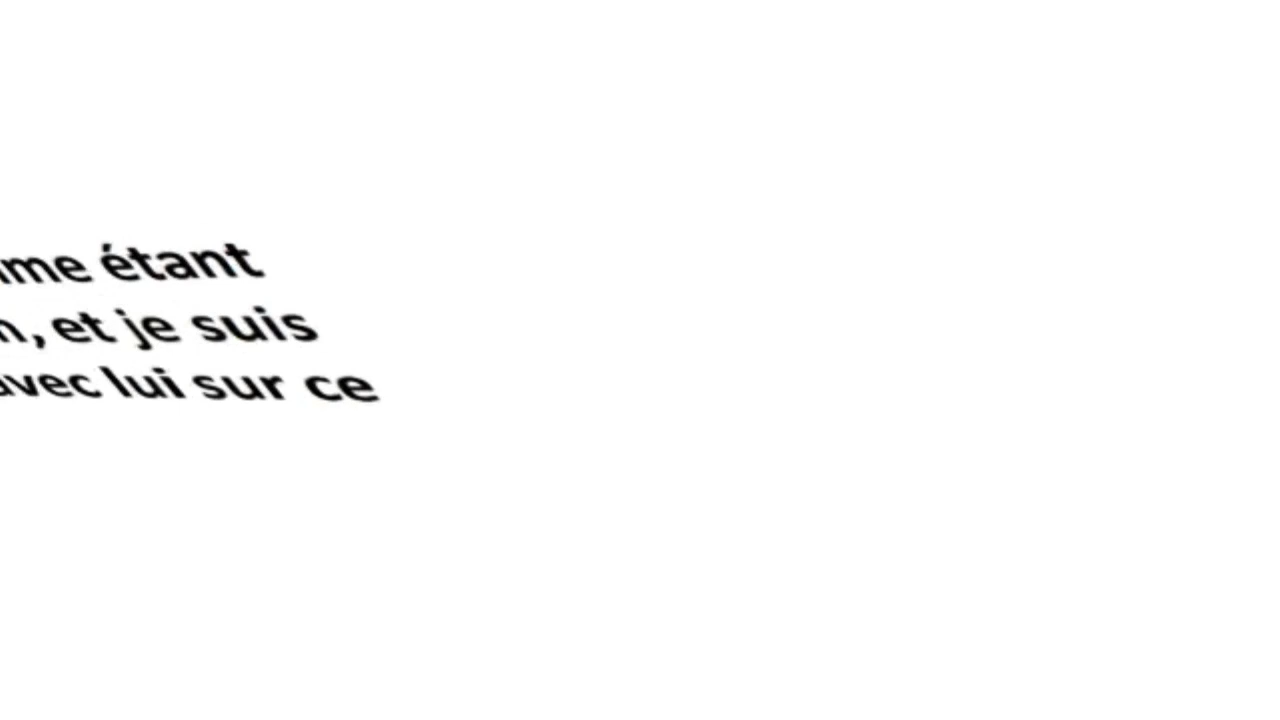 étant
, et je suis
avec lui sur ce